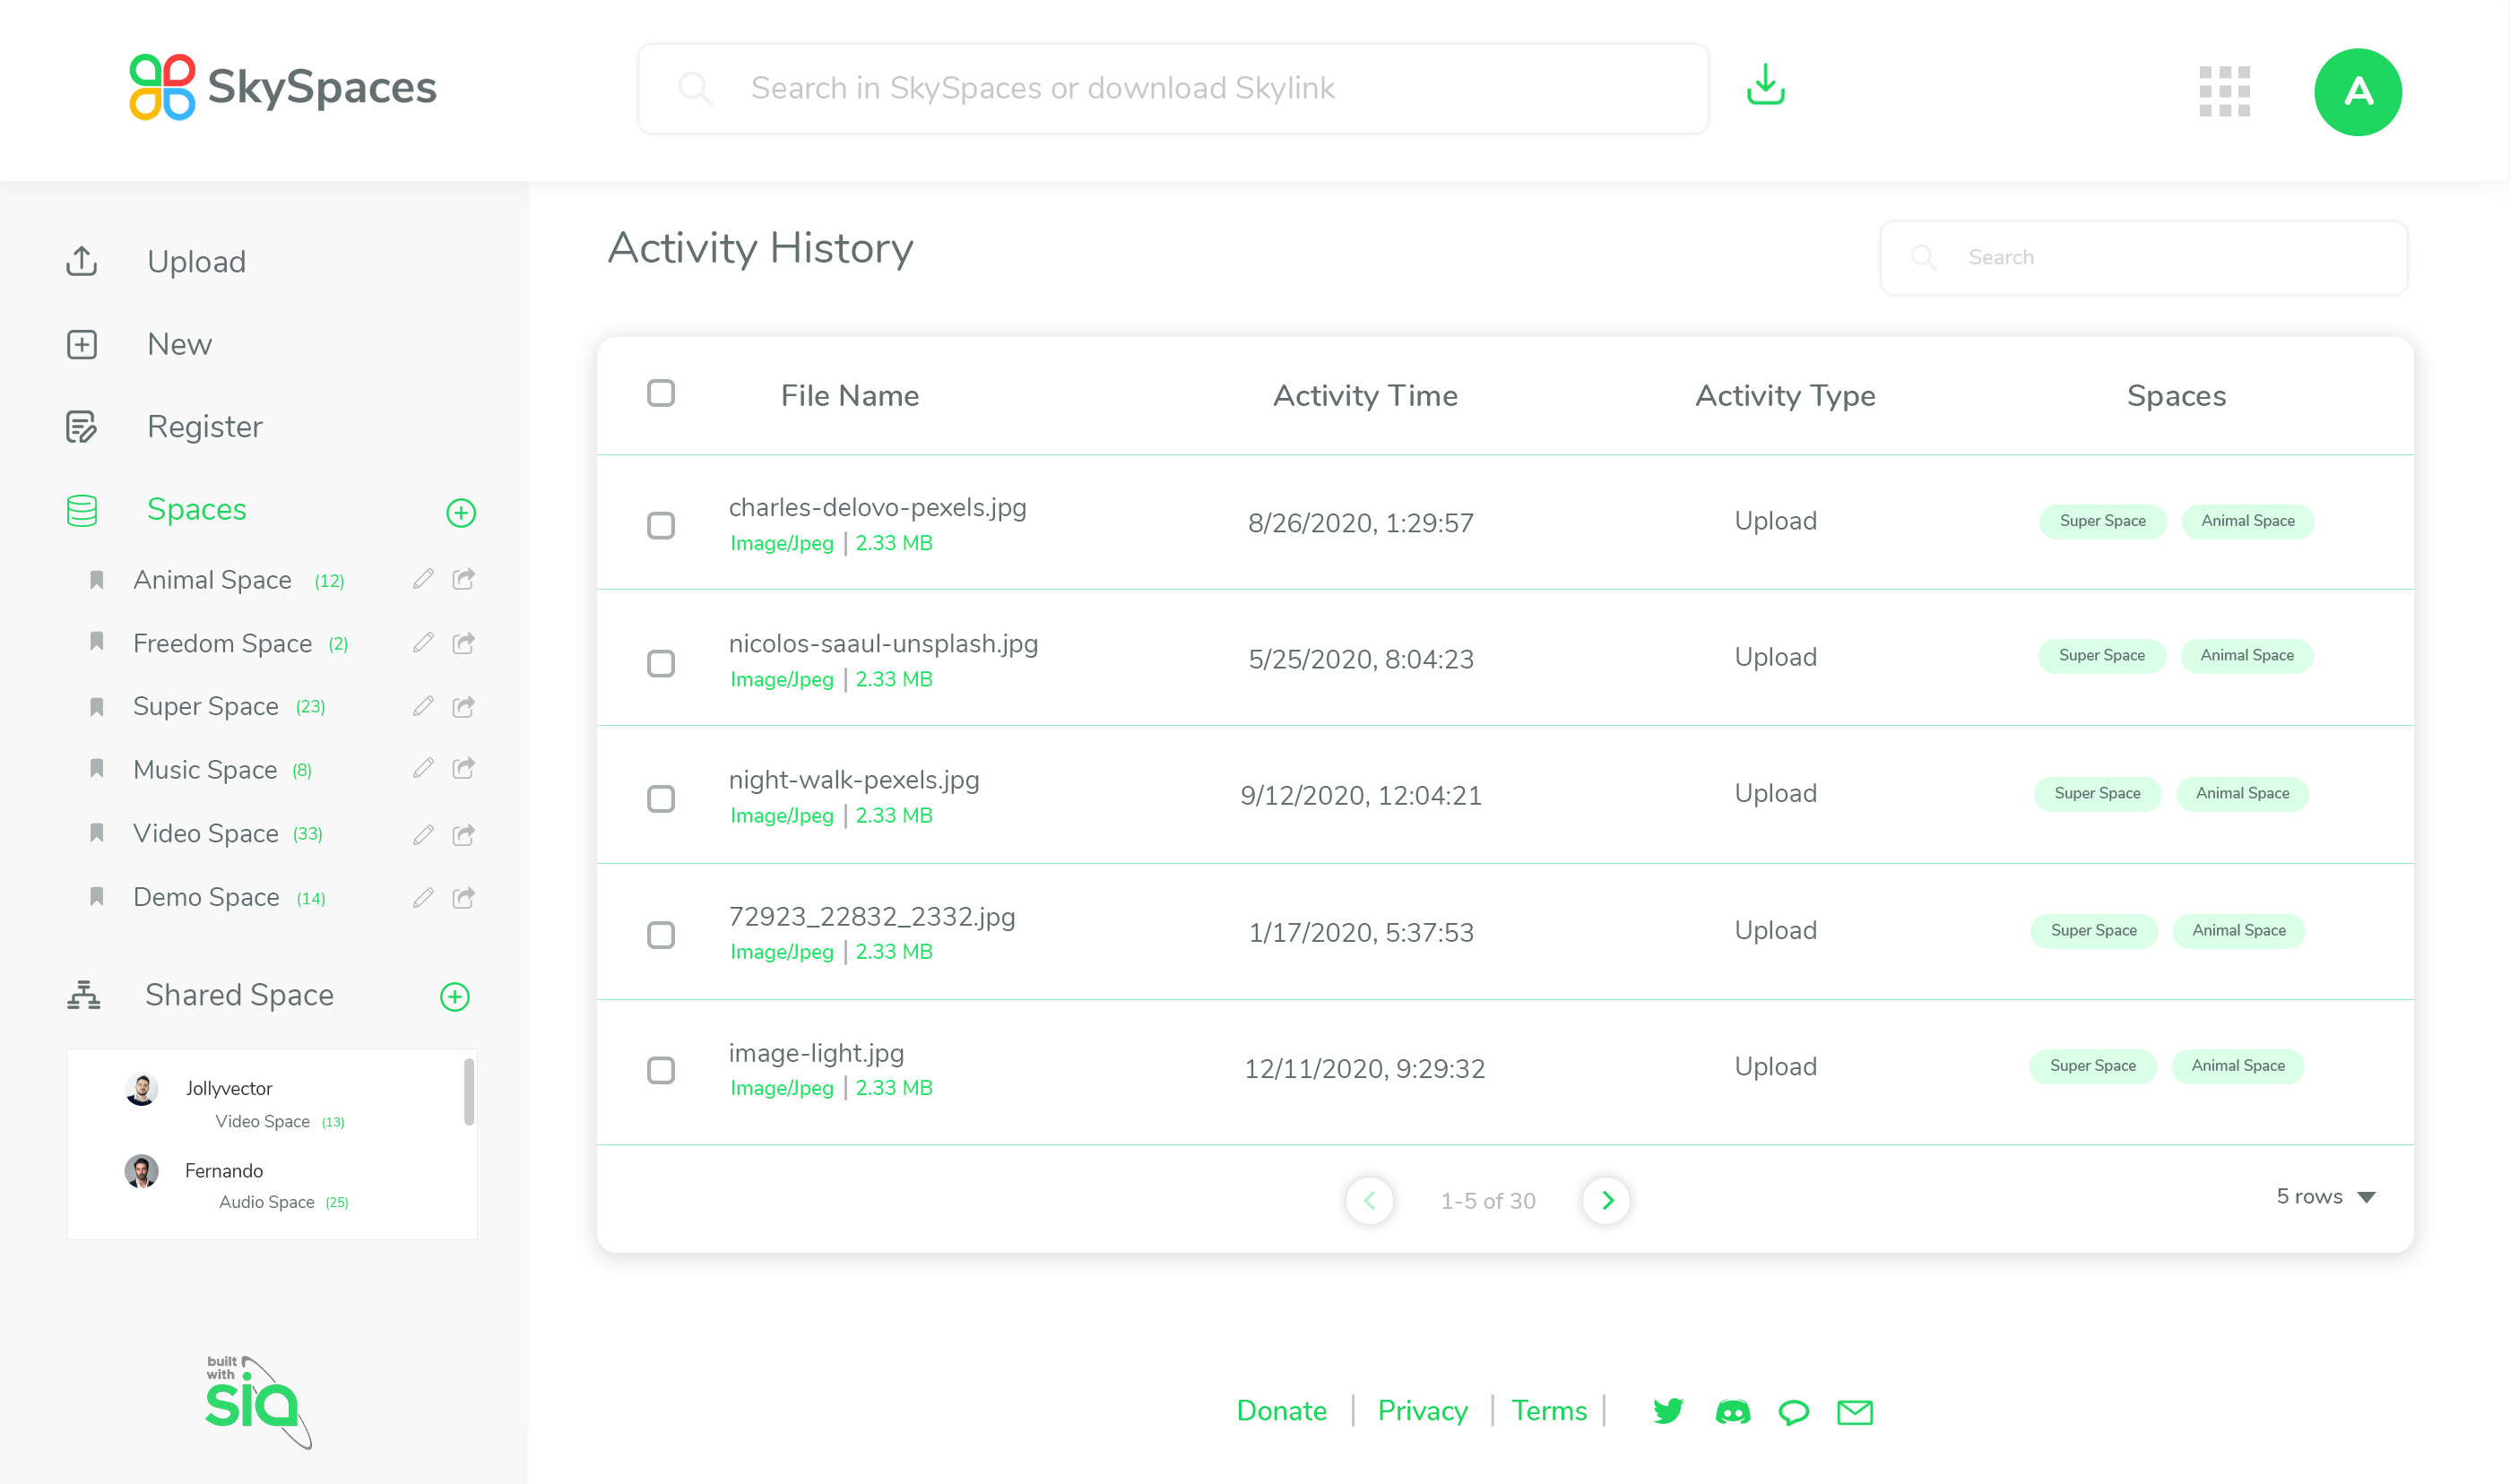 SkySpaces
Search in SkySpaces or download Skylink
A
Upload
New
Register
Spaces
Animal Space (12)
Freedom Space (2)
Super Space (23)
Music Space (8)
Video Space (33)
Demo Space (14)
Shared Space
Jollyvector
Video Space (13)
Fernando
Audio Space (25)
built
with
sia
Activity History
Search
File Name Activity Time Activity Type Spaces
charles-delovo-pexels.jpg
Image/Jpeg | 2.33 MB
8/26/2020, 1:29:57 Upload Super Space Animal Space
nicolos-saaul-unsplash.jpg
Image/Jpeg | 2.33 MB
5/25/2020, 8:04:23 Upload Super Space Animal Space
night-walk-pexels.jpg
Image/Jpeg | 2.33 MB
9/12/2020, 12:04:21 Upload Super Space Animal Space
72923_22832_2332.jpg
Image/Jpeg | 2.33 MB
1/17/2020, 5:37:53 Upload Super Space Animal Space
image-light.jpg
Image/Jpeg | 2.33 MB
12/11/2020, 9:29:32 Upload Super Space Animal Space
1-5 of 30
5 rows
Donate | Privacy | Terms |